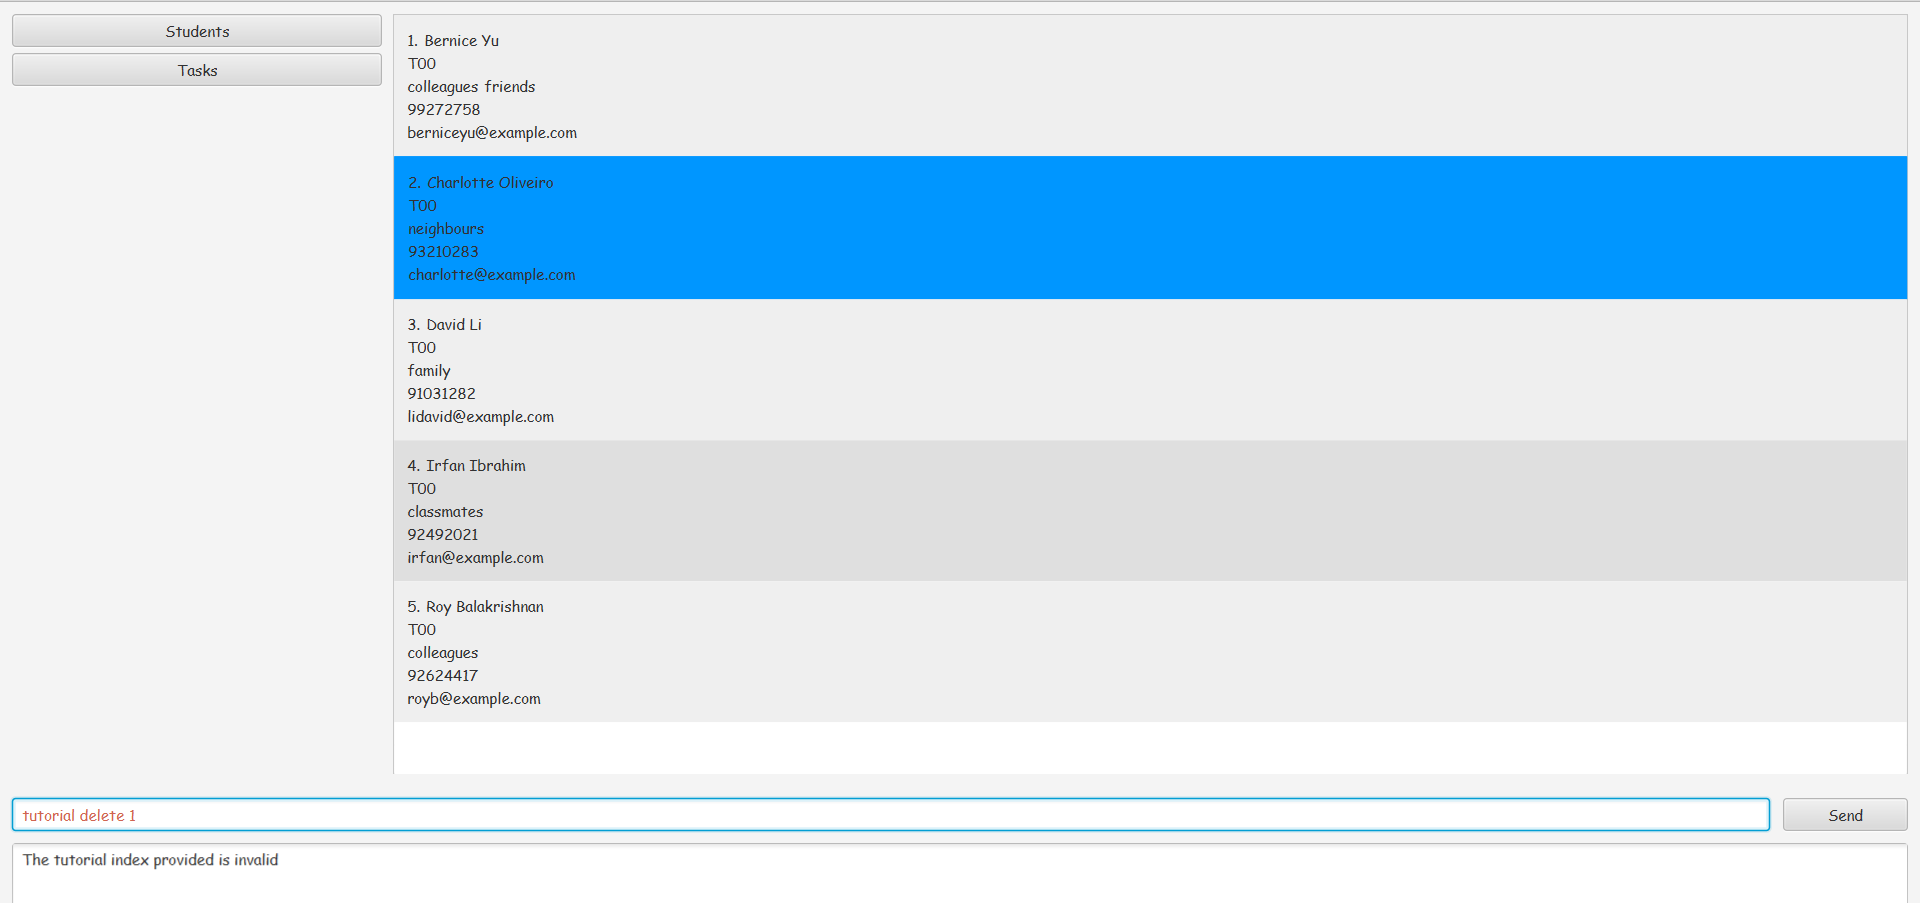 Students
Tasks
1. Bernice Yu
T00
colleagues friends
99272758
berniceyu@example.com
2. Charlotte Oliveiro
T00
neighbours
93210283
charlotte@example.com
3. David Li
T00
family
91031282
lidavid@example.com
4. Irfan Ibrahim
T00
classmates
92492021
irfan@example.com
5. Roy Balakrishnan
T00
colleagues
92624417
royb@example.com
tutorial delete 1
Send
The tutorial index provided is invalid